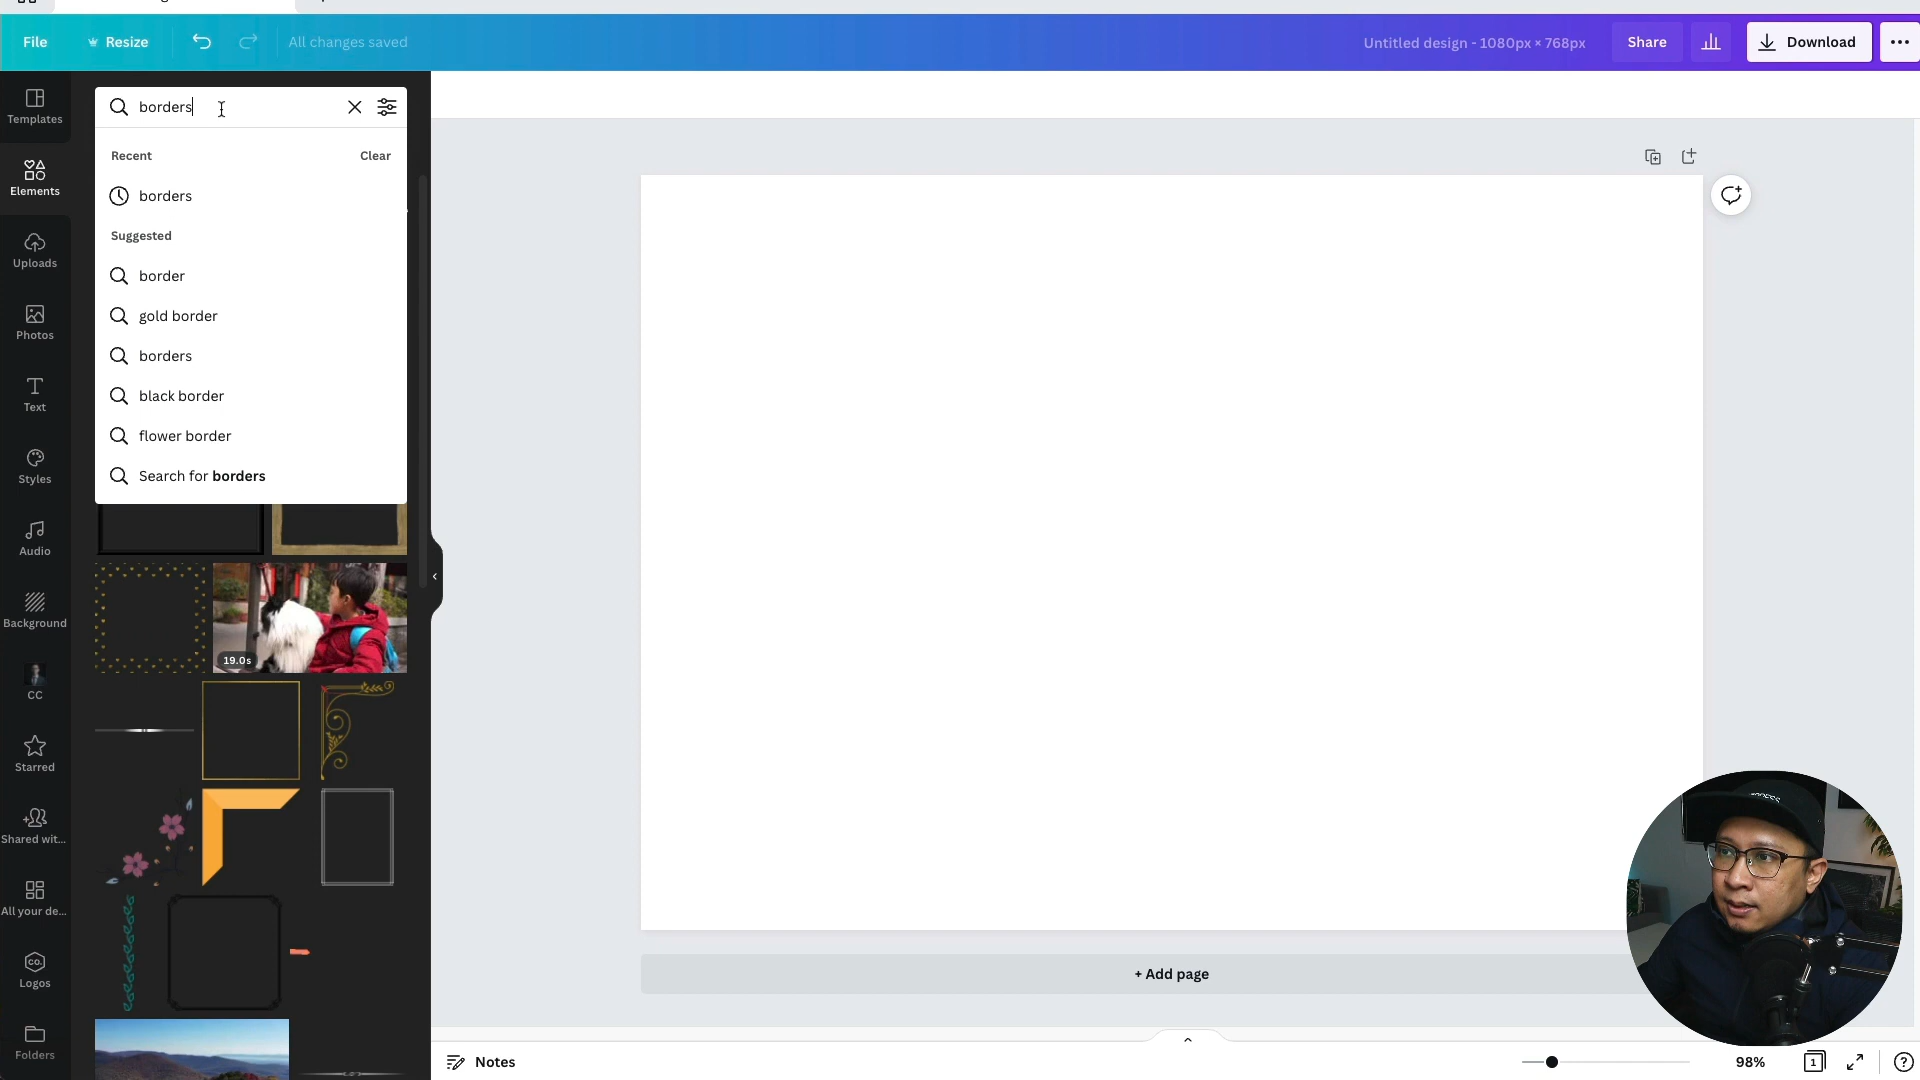 File
Resize
All changes saved
Untitled design - 1080px × 768px
Share
Download
Templates
Elements
Uploads
Photos
Text
Styles
Audio
Background
CC
Starred
Shared wit...
All your de...
CO.
Logos
Folders
borders
Recent
Clear
borders
Suggested
border
gold border
borders
black border
flower border
Search for borders
19.0s
+ Add page
Notes
98%
1